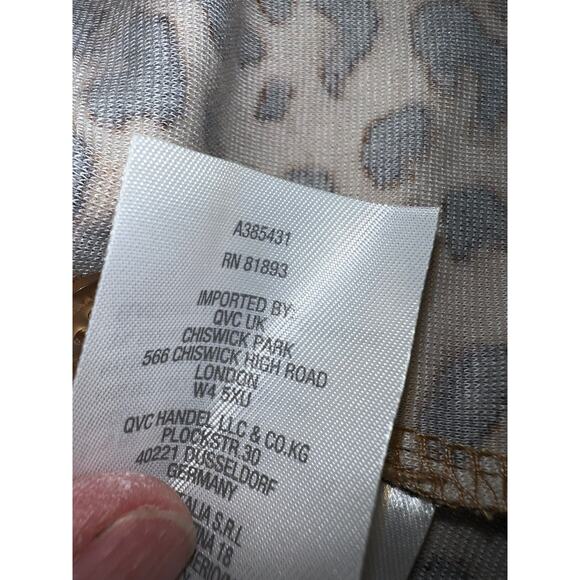 A385431
RN 81893
IMPORTED BY:
QVC UK
CHISWICK PARK
566 CHISWICK HIGH ROAD
LONDON
W4 5XU
QVC HANDEL LLC & CO.KG
PLOCKSTR 30
40221 DUSSELDORF
GERMANY
S.R.L
18